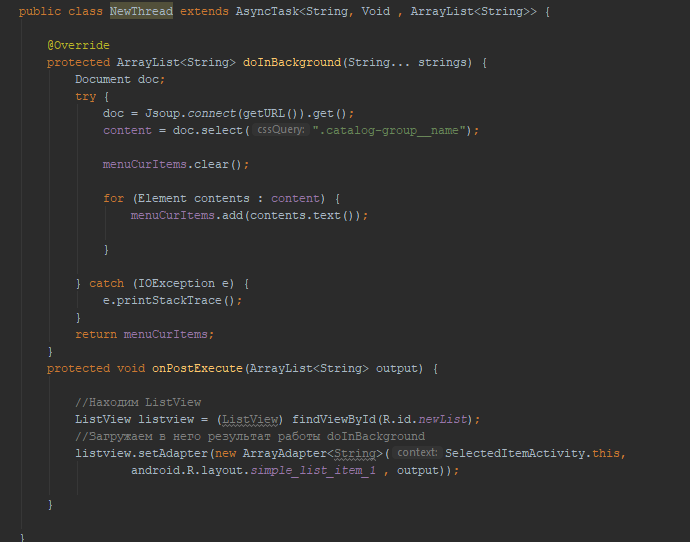 public class NewThread extends AsyncTask<String, Void , ArrayList<String>> {
@Override
protected ArrayList<String> doInBackground(String... strings) {
Document doc;
try {
doc = Jsoup.connect(getURL()).get();
content = doc.select( cssQuery: ".catalog-group__name");
menuCurItems.clear();
for (Element contents : content) {
menuCurItems.add(contents.text());
}
} catch (IOException e) {
e.printStackTrace();
}
return menuCurItems;
}
protected void onPostExecute(ArrayList<String> output) {
//Находим ListView
ListView listview = (ListView) findViewById(R.id.newList);
//Загружаем в него результат работы doInBackground
listview.setAdapter(new ArrayAdapter<String>( context: SelectedItemActivity.this,
android.R.layout.simple_list_item_1 , output));
}
}